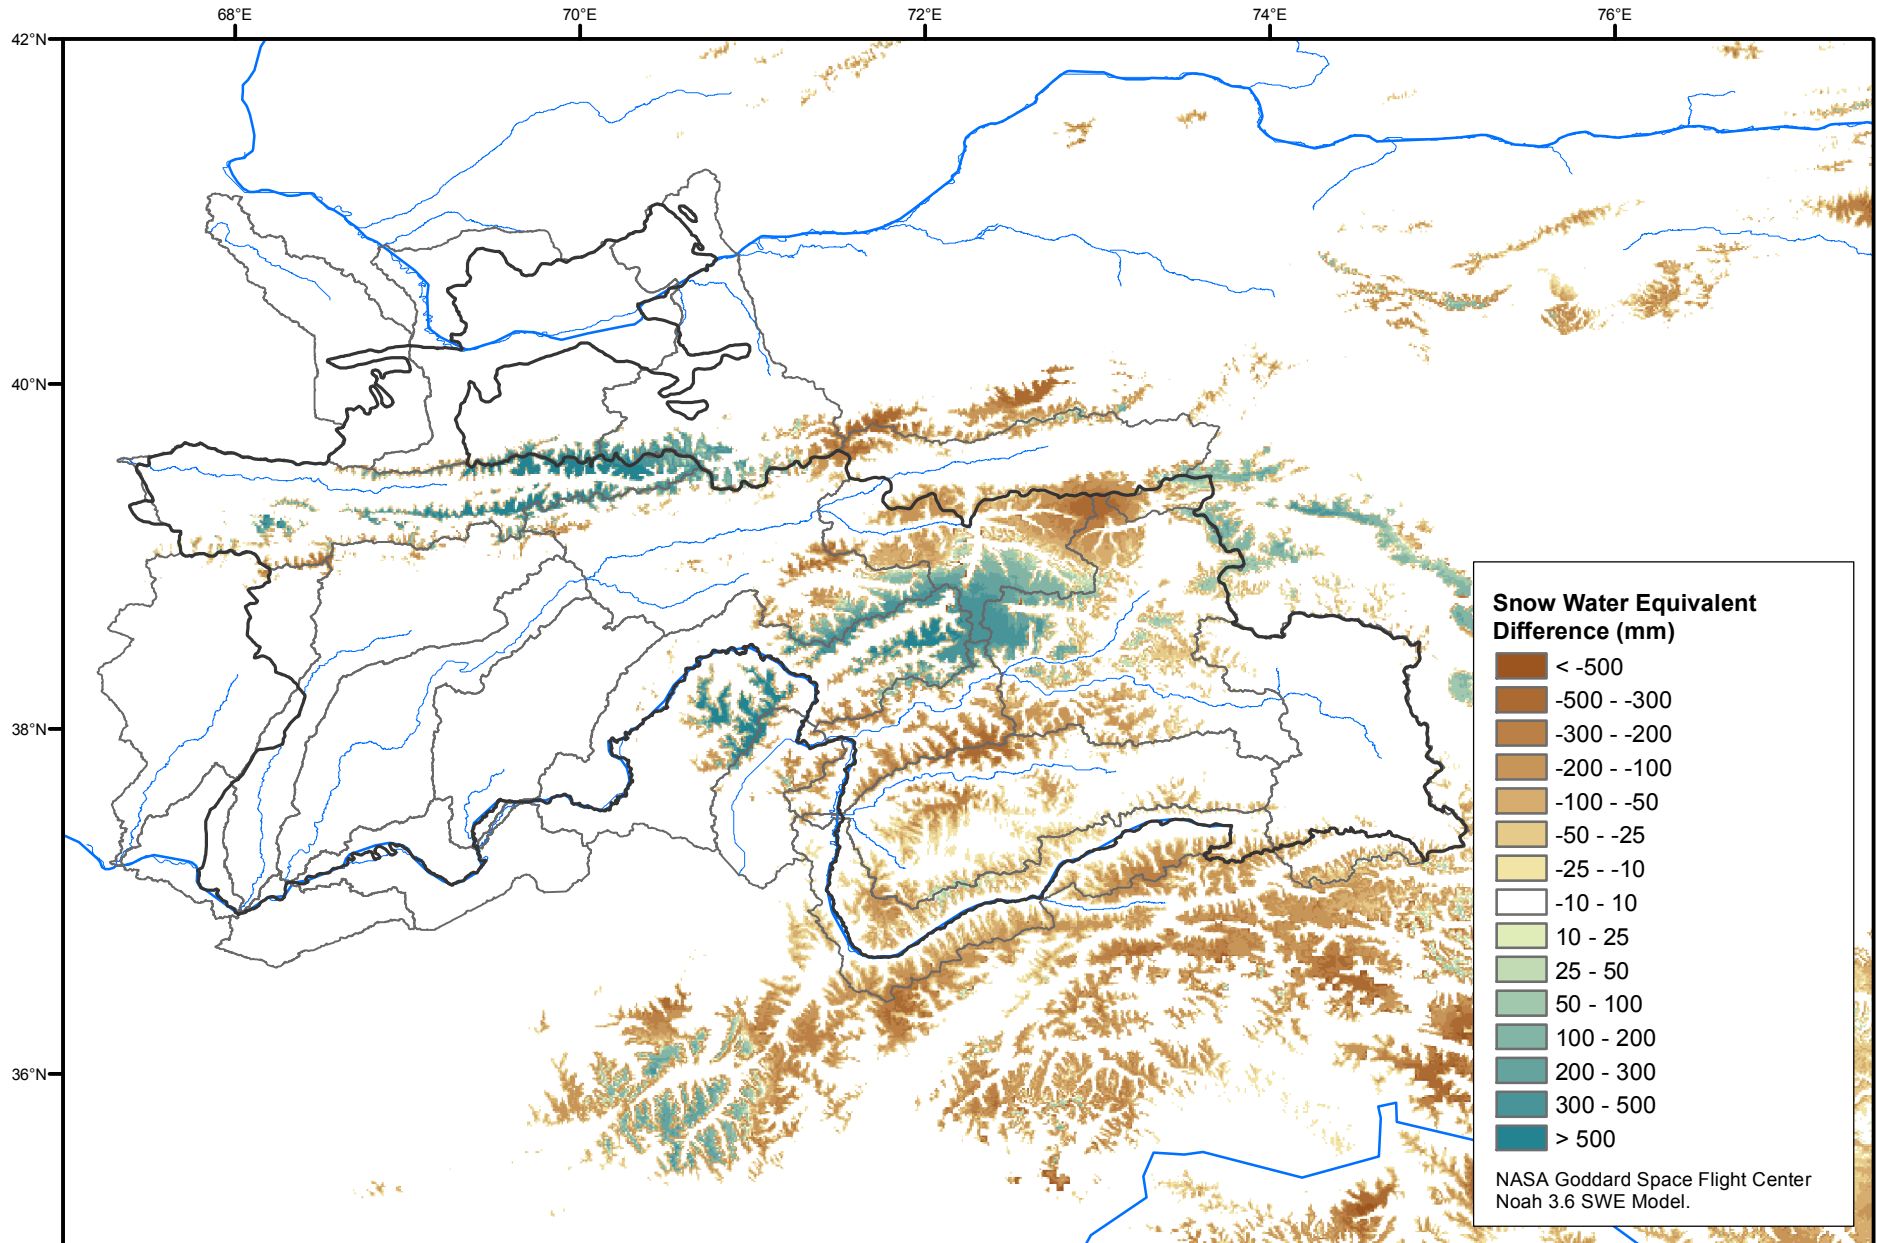 68°E
70°E
72°E
74°E
76°E
42°N
40°N
38°N
36°N
Snow Water Equivalent
Difference (mm)
< -500
-500 - -300
-300 - -200
-200 - -100
-100 - -50
-50 - -25
-25 - -10
-10 - 10
10 - 25
25 - 50
50 - 100
100 - 200
200 - 300
300 - 500
> 500
NASA Goddard Space Flight Center
Noah 3.6 SWE Model.